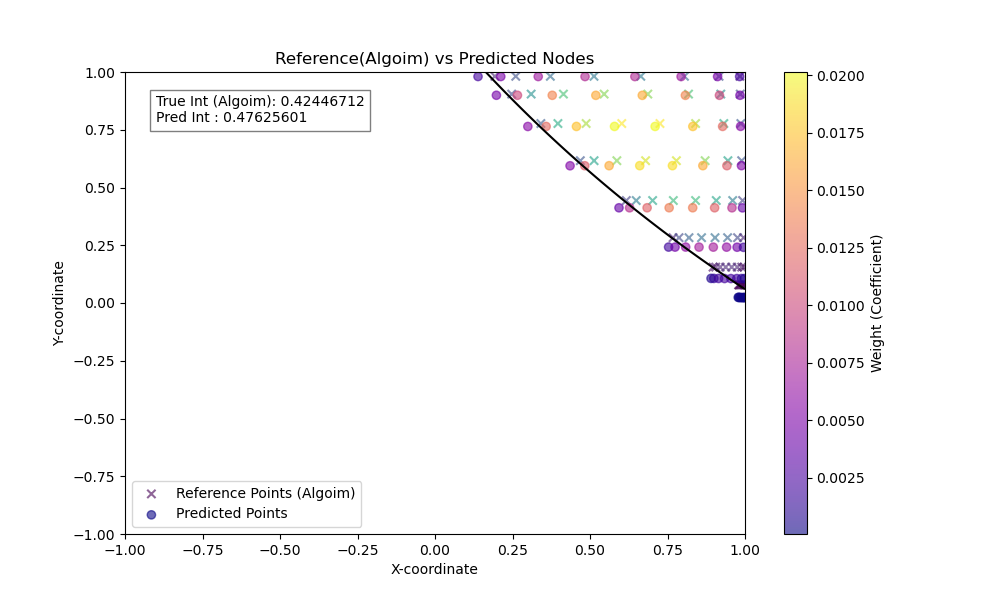 Reference(Algoim) vs Predicted Nodes
True Int (Algoim): 0.42446712
Pred Int : 0.47625601
1.00
0.75
0.50
0.25
0.00
−0.25
−0.50
−0.75
−1.00
Y-coordinate
Reference Points (Algoim)
Predicted Points
−1.00 −0.75 −0.50 −0.25 0.00 0.25 0.50 0.75 1.00
X-coordinate
0.0200
0.0175
0.0150
0.0125
0.0100
0.0075
0.0050
0.0025
Weight (Coefficient)